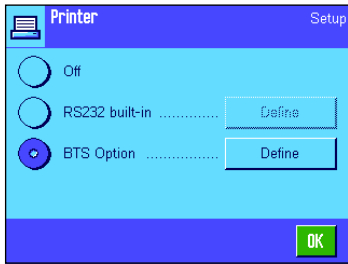 Printer Setup
Off
RS232 built-in .............. Define
BTS Option ................. Define
OK